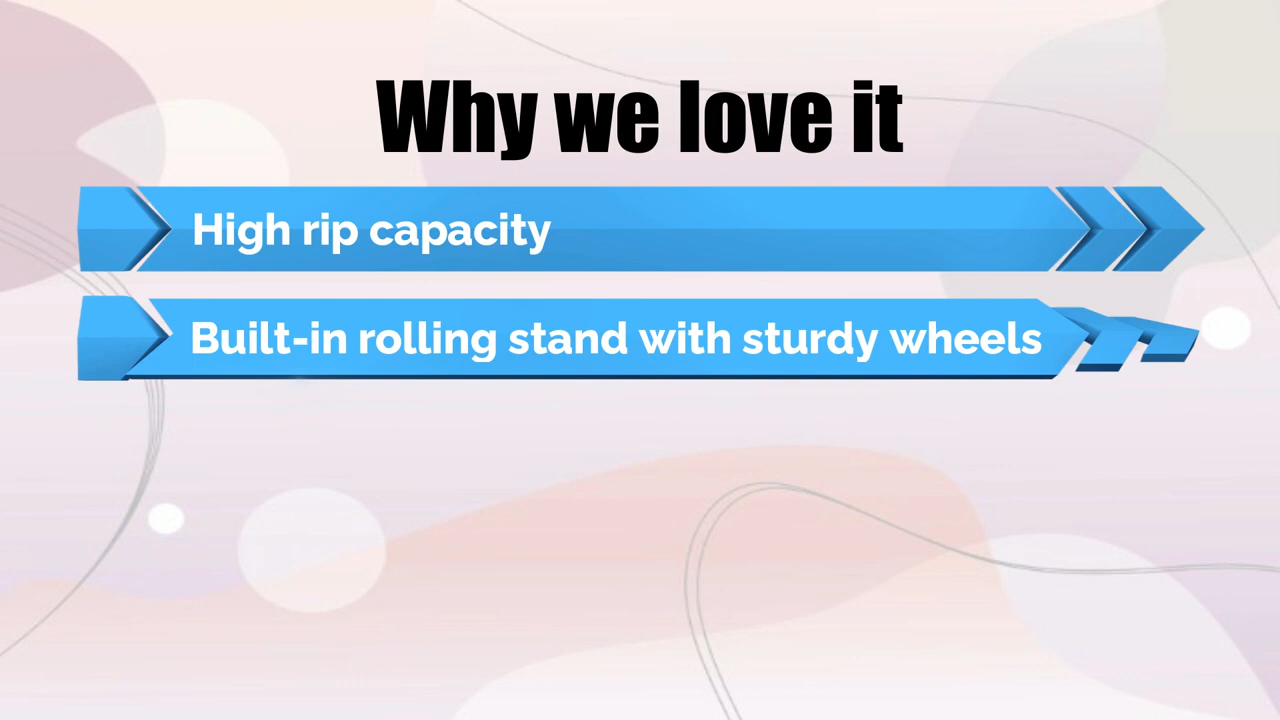 Why we love it
High rip capacity
Built-in rolling stand with sturdy wheels